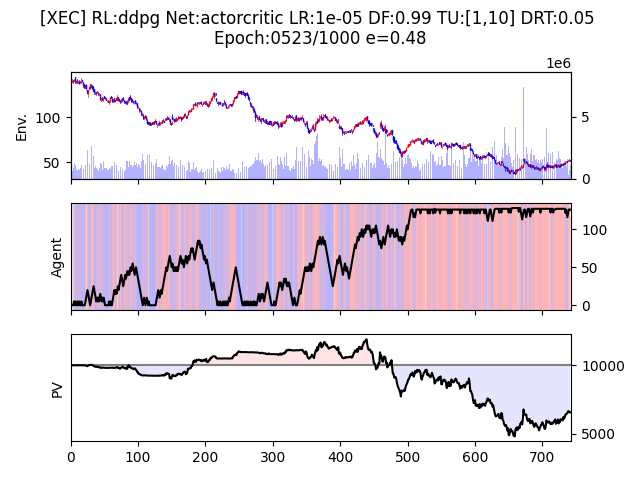 [XEC] RL:ddpg Net:actorcritic LR:1e-05 DF:0.99 TU:[1,10] DRT:0.05
Epoch:0523/1000 e=0.48
1e6
Env.
100
50
5
0
Agent
100
50
0
PV
10000
5000
0 100 200 300 400 500 600 700